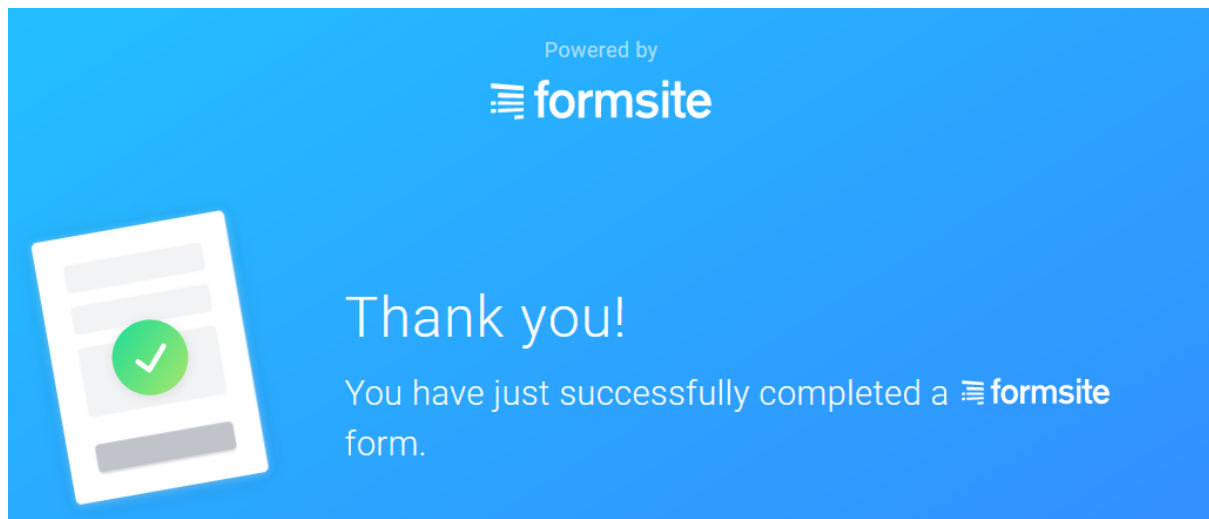 Powered by
formsite
Thank you!
You have just successfully completed a formsite
form.